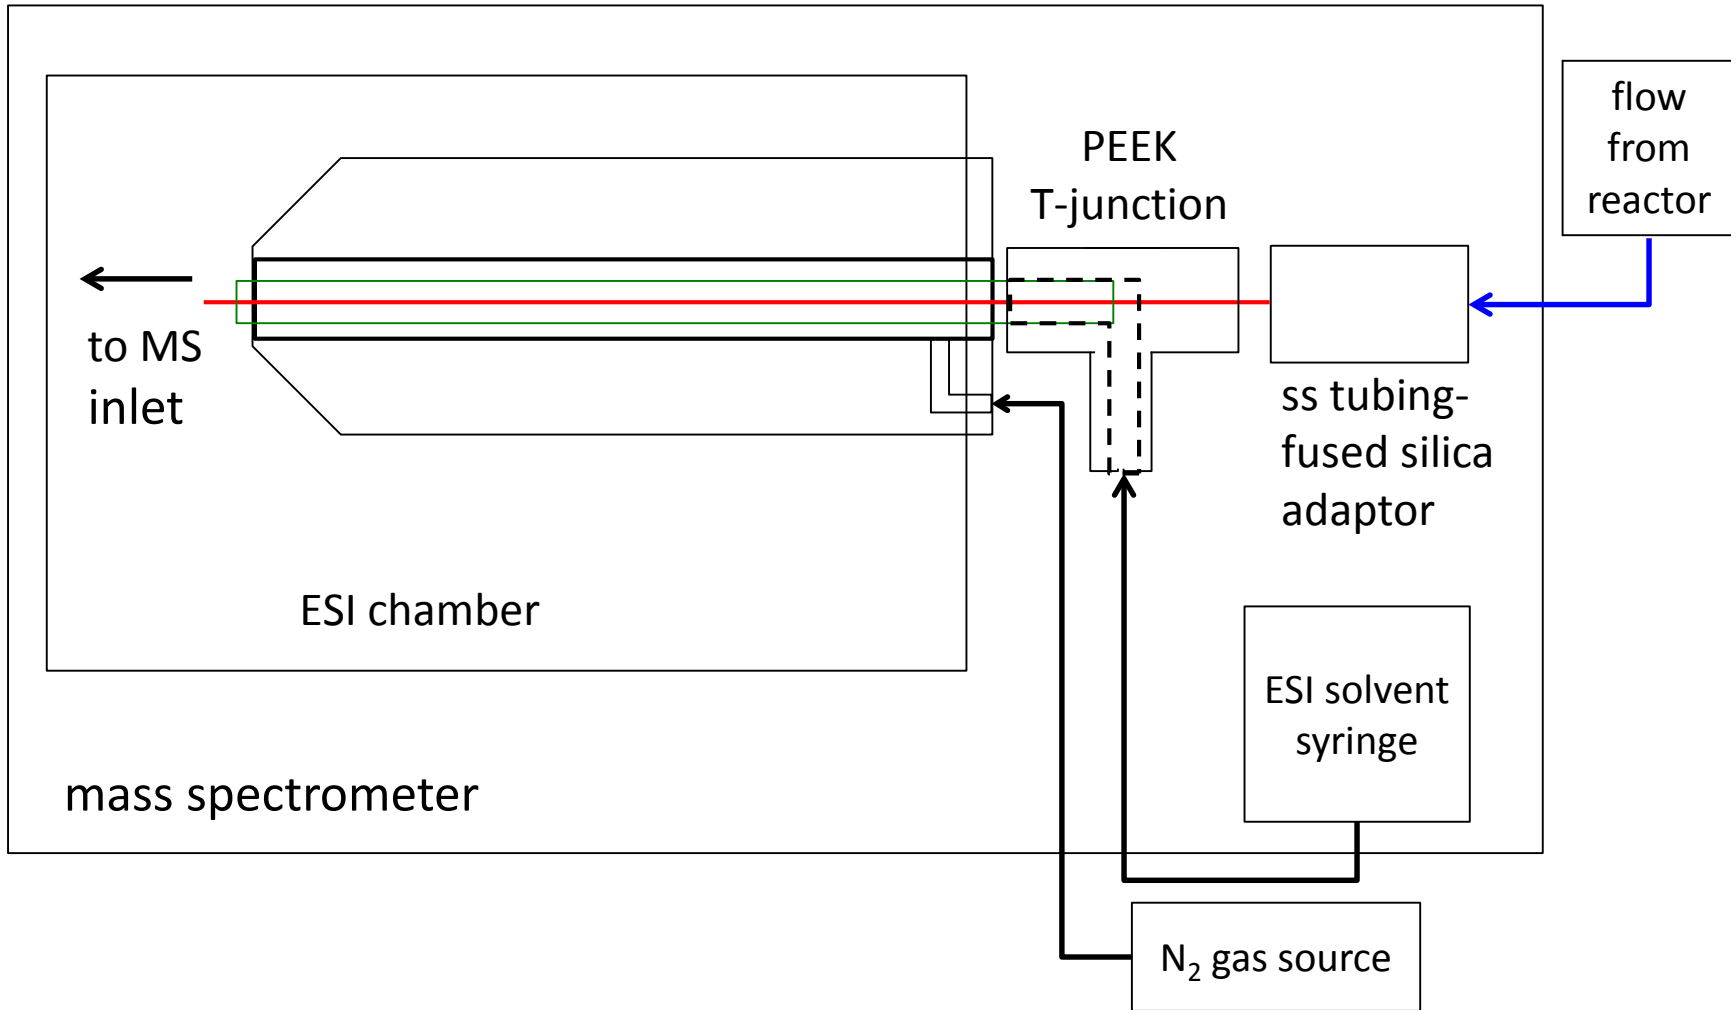 flow
from
reactor
PEEK
T-junction
to MS
inlet
ss tubing-
fused silica
adaptor
ESI chamber
ESI solvent
syringe
mass spectrometer
N₂ gas source